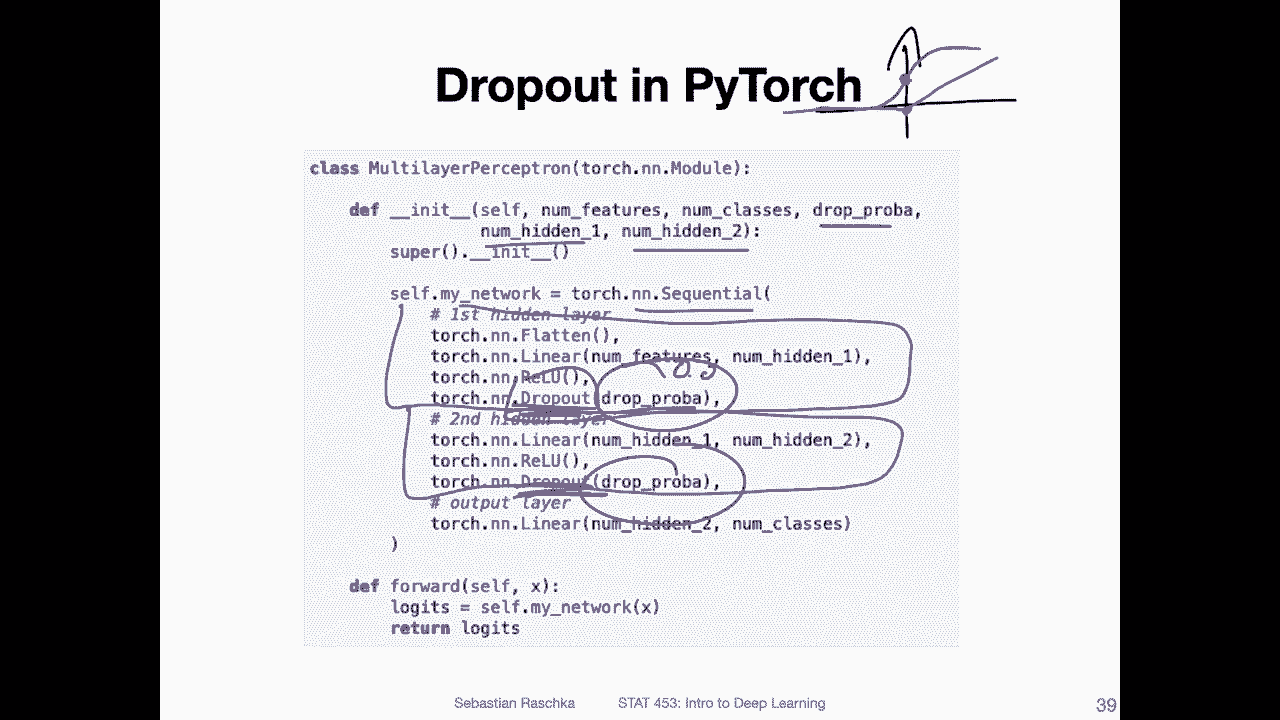 Dropout in PyTorch
class MultilayerPerceptron(torch.nn.Module):
def __init__(self, num_features, num_classes, drop_proba,
num_hidden_1, num_hidden_2):
super().__init__()
self.my_network = torch.nn.Sequential(
# 1st hidden layer
torch.nn.Flatten(),
torch.nn.Linear(num_features, num_hidden_1),
torch.nn.ReLU(),
torch.nn.Dropout(drop_proba),
# 2nd hidden layer
torch.nn.Linear(num_hidden_1, num_hidden_2),
torch.nn.ReLU(),
torch.nn.Dropout(drop_proba),
# output layer
torch.nn.Linear(num_hidden_2, num_classes)
)
def forward(self, x):
logits = self.my_network(x)
return logits
Sebastian Raschka STAT 453: Intro to Deep Learning 39